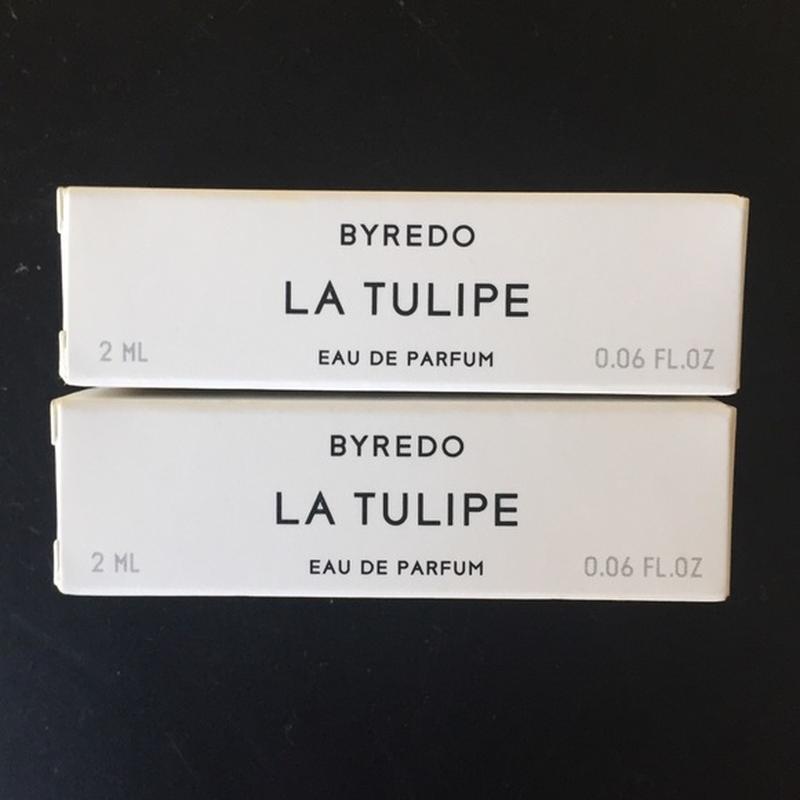 BYREDO
LA TULIPE
2 ML EAU DE PARFUM 0.06 FL.OZ
BYREDO
LA TULIPE
2 ML EAU DE PARFUM 0.06 FL.OZ